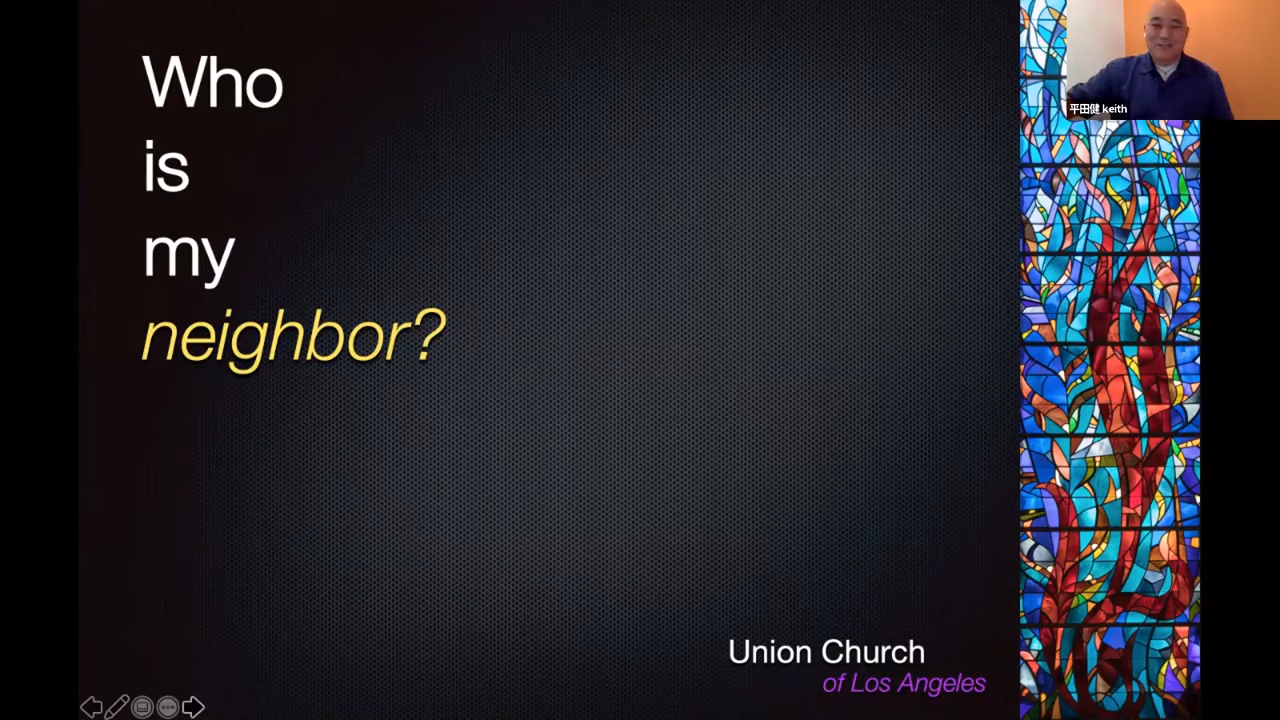 Who
is
my
neighbor?
平田健 keith
Union Church
of Los Angeles